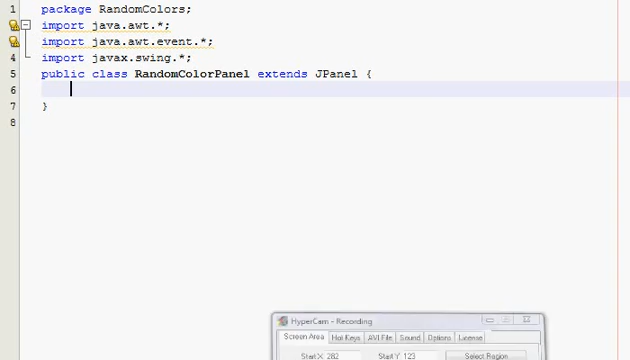 1 package RandomColors;
import java.awt.*;
import java.awt.event.*;
4 import javax.swing.*;
5 public class RandomColorPanel extends JPanel {
6
7 }
8
HyperCam - Recording
Screen Area Hot Keys AVI File Sound Options License
Start X: 282 Start Y: 123 Select Region